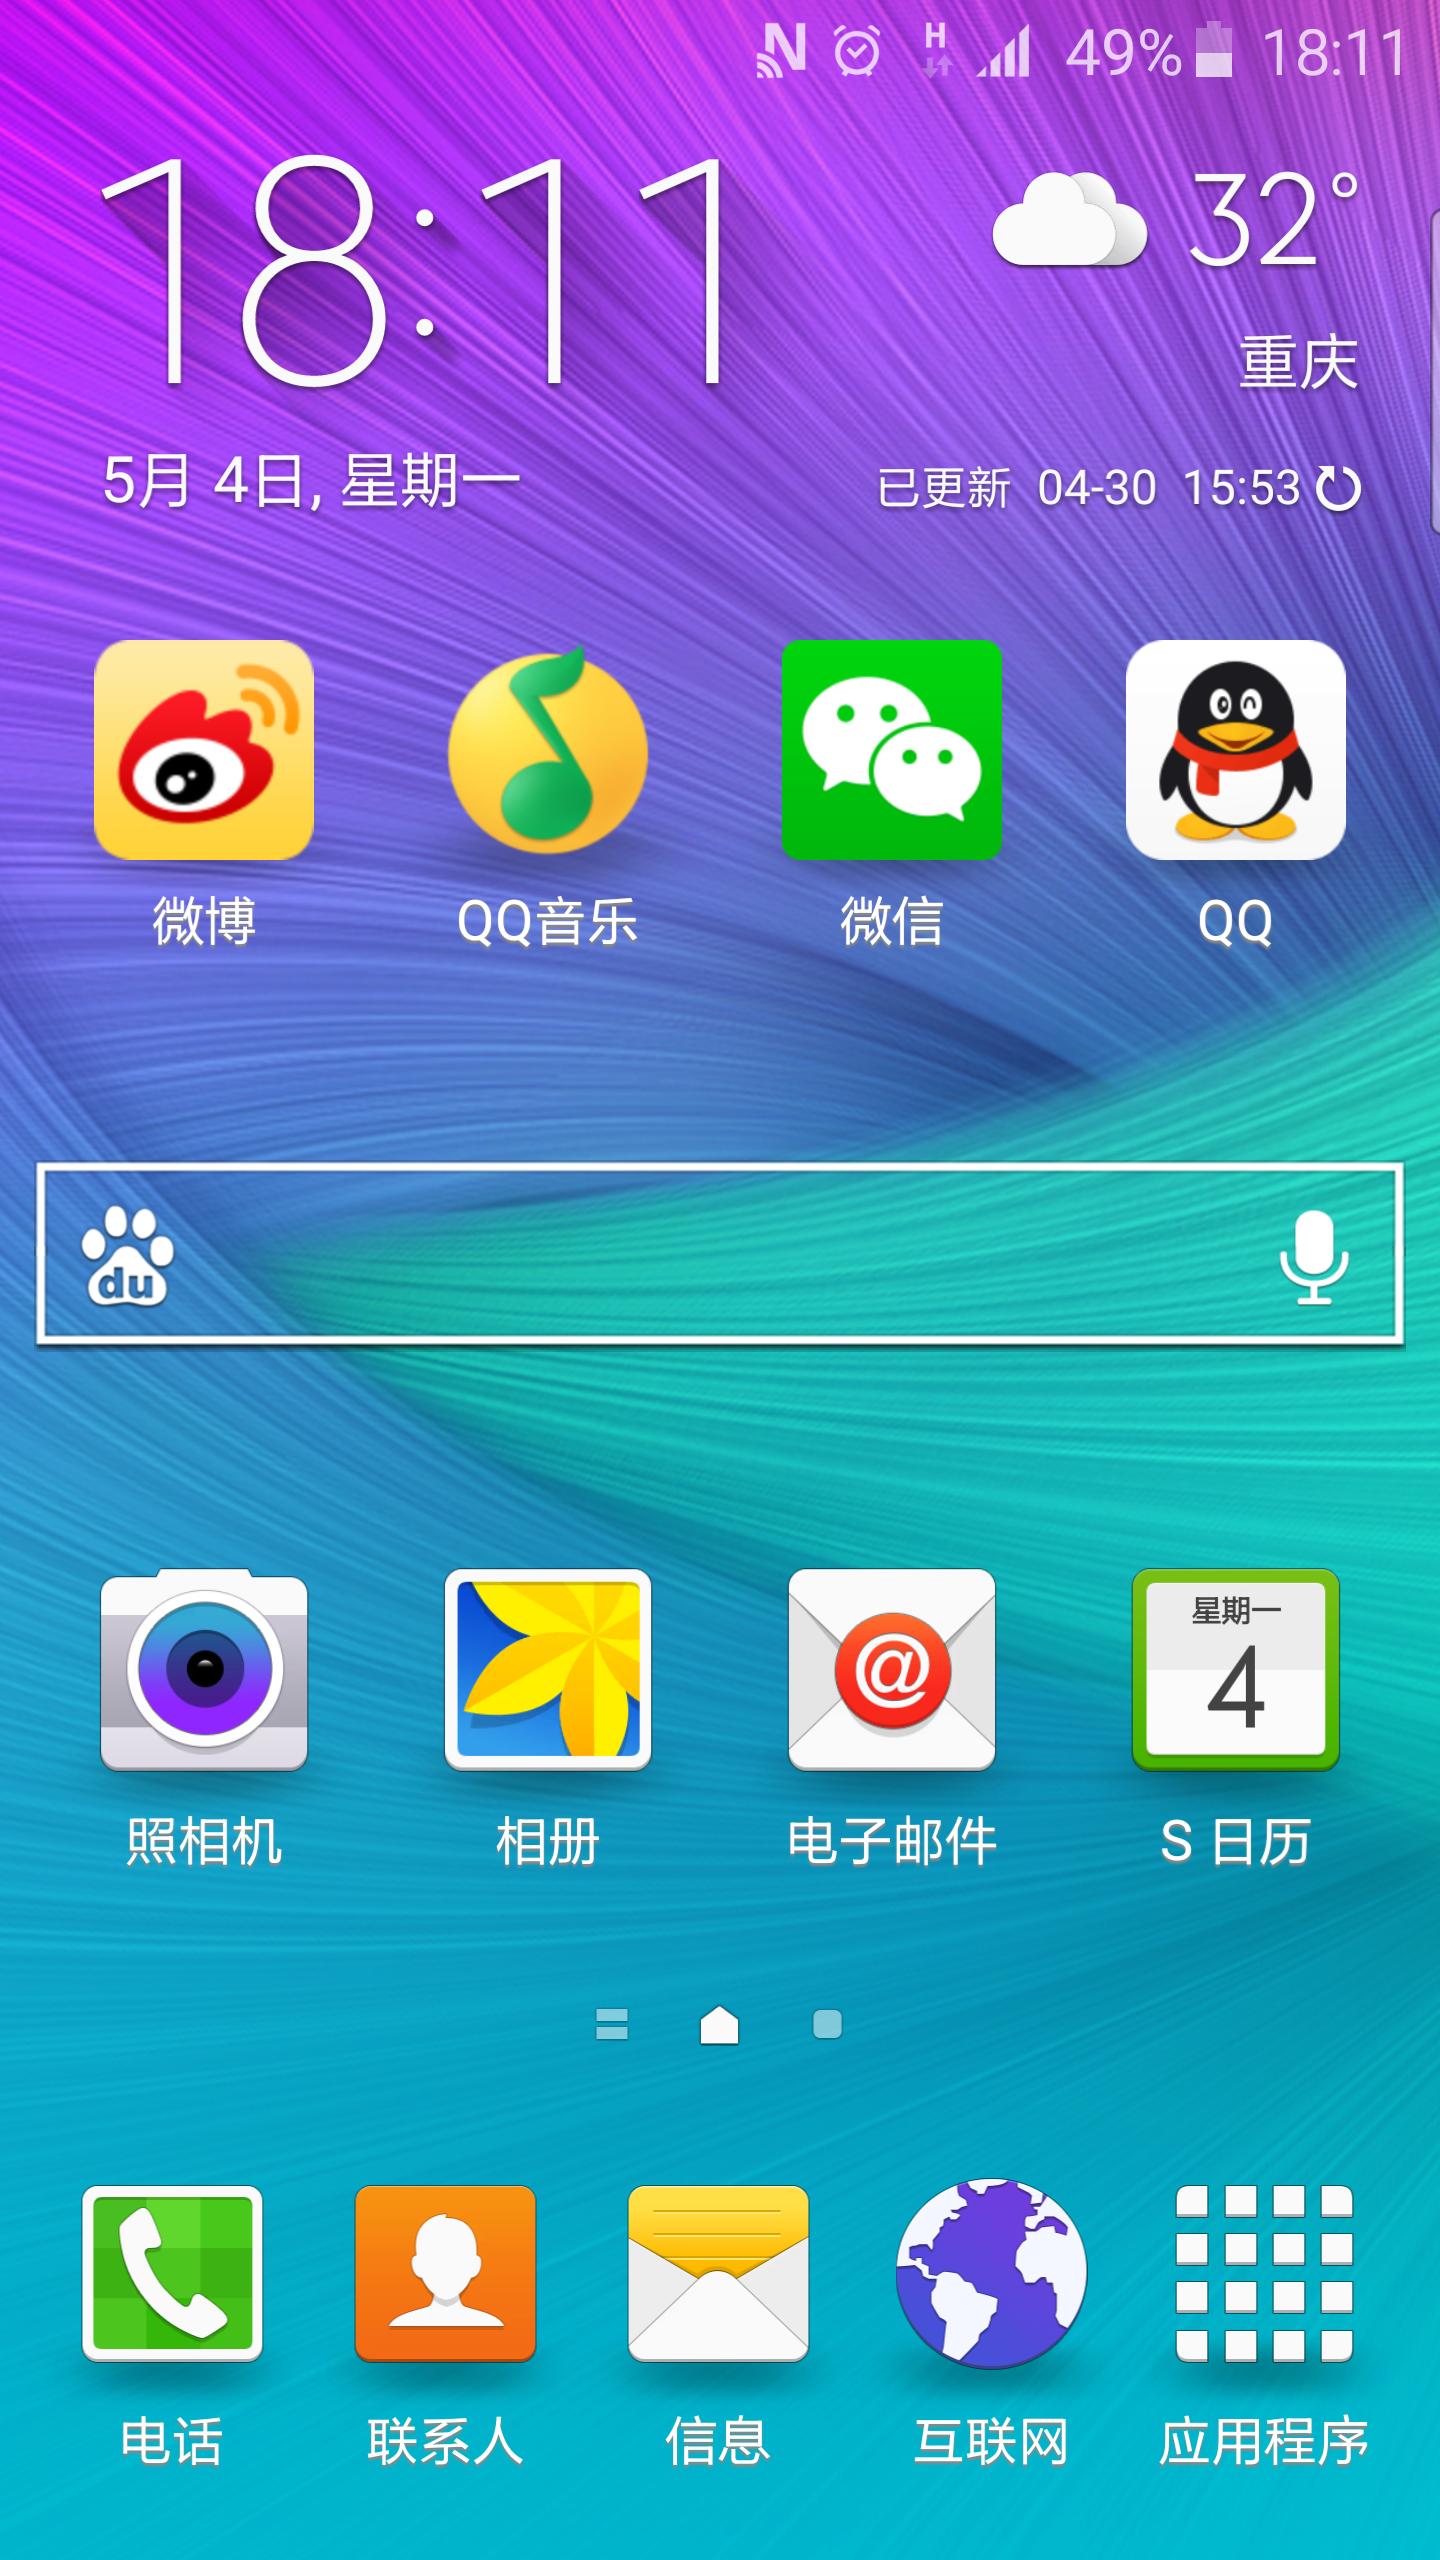 H 49% 18:11
18:11
32°
重庆
5月 4日, 星期一
已更新 04-30 15:53
微博 QQ音乐 微信 QQ
du
@
星期一
4
照相机 相册 电子邮件 S 日历
电话 联系人 信息 互联网 应用程序